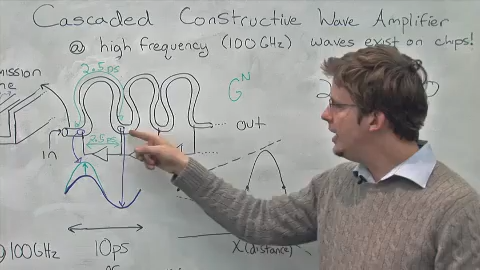 Cascaded Constructive Wave Amplifier
@ high frequency (100GHz) waves exist on chips!
mission
ne
2.5ps
G^N
out
in
2.5ps
@100GHz
10ps
X(distance)